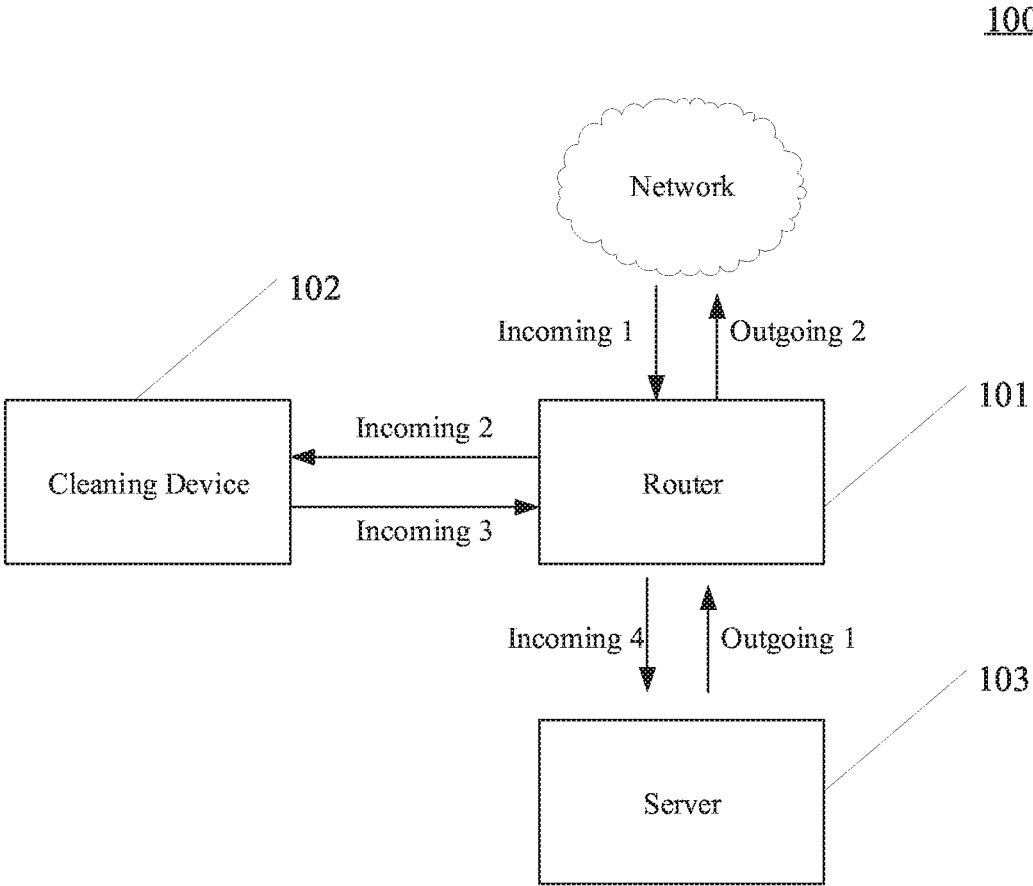 100
Network
102
Incoming 1
Outgoing 2
101
Incoming 2
Cleaning Device
Router
Incoming 3
Incoming 4
Outgoing 1
103
Server